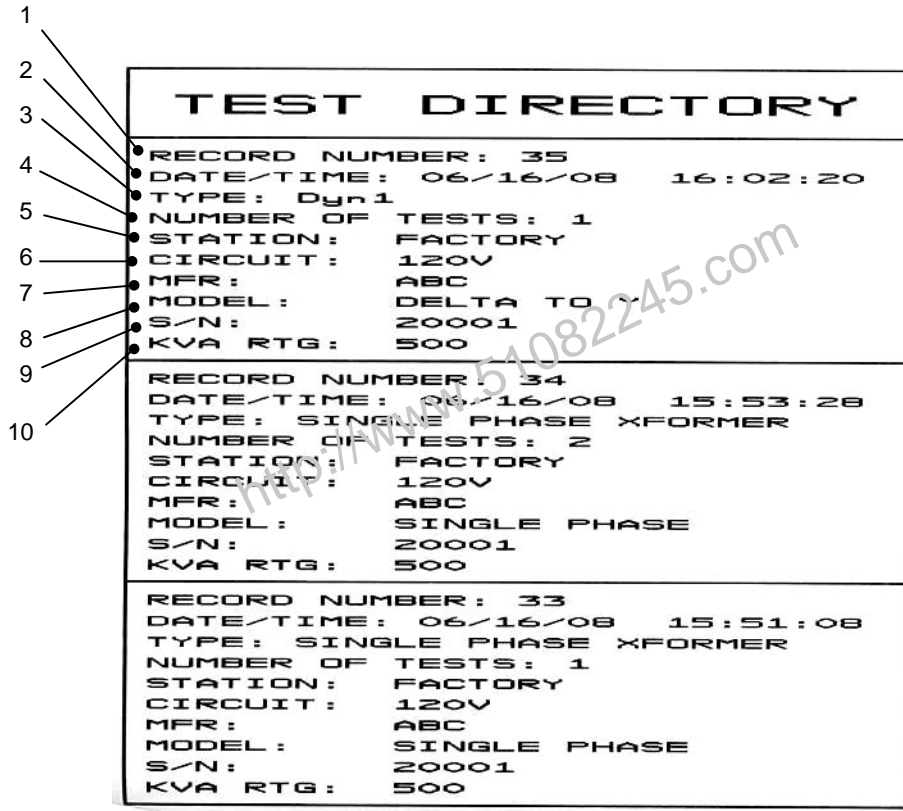 1
2
3
4
5
6
7
8
9
10
TEST DIRECTORY
RECORD NUMBER: 35
DATE/TIME: 06/16/08 16:02:20
TYPE: Dyn1
NUMBER OF TESTS: 1
STATION: FACTORY
CIRCUIT: 120V
MFR: ABC
MODEL: DELTA TO Y
S/N: 20001
KVA RTG: 500
RECORD NUMBER: 34
DATE/TIME: 06/16/08 15:53:28
TYPE: SINGLE PHASE XFORMER
NUMBER OF TESTS: 2
STATION: FACTORY
CIRCUIT: 120V
MFR: ABC
MODEL: SINGLE PHASE
S/N: 20001
KVA RTG: 500
RECORD NUMBER: 33
DATE/TIME: 06/16/08 15:51:08
TYPE: SINGLE PHASE XFORMER
NUMBER OF TESTS: 1
STATION: FACTORY
CIRCUIT: 120V
MFR: ABC
MODEL: SINGLE PHASE
S/N: 20001
KVA RTG: 500
http://www.51082245.com